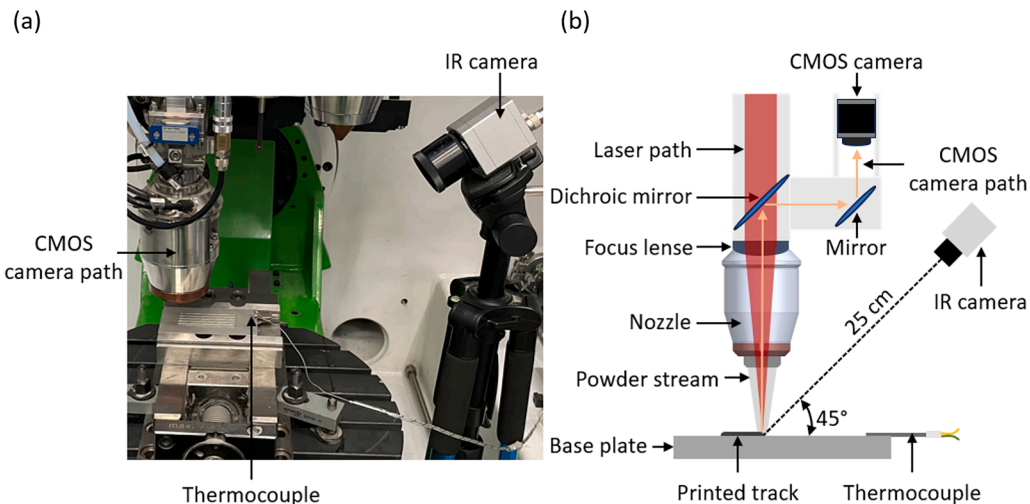 (a)
IR camera
CMOS
camera path
Thermocouple
(b)
CMOS camera
Laser path
CMOS
camera path
Dichroic mirror
Focus lense
Mirror
IR camera
25 cm
Nozzle
Powder stream
45°
Base plate
Printed track
Thermocouple